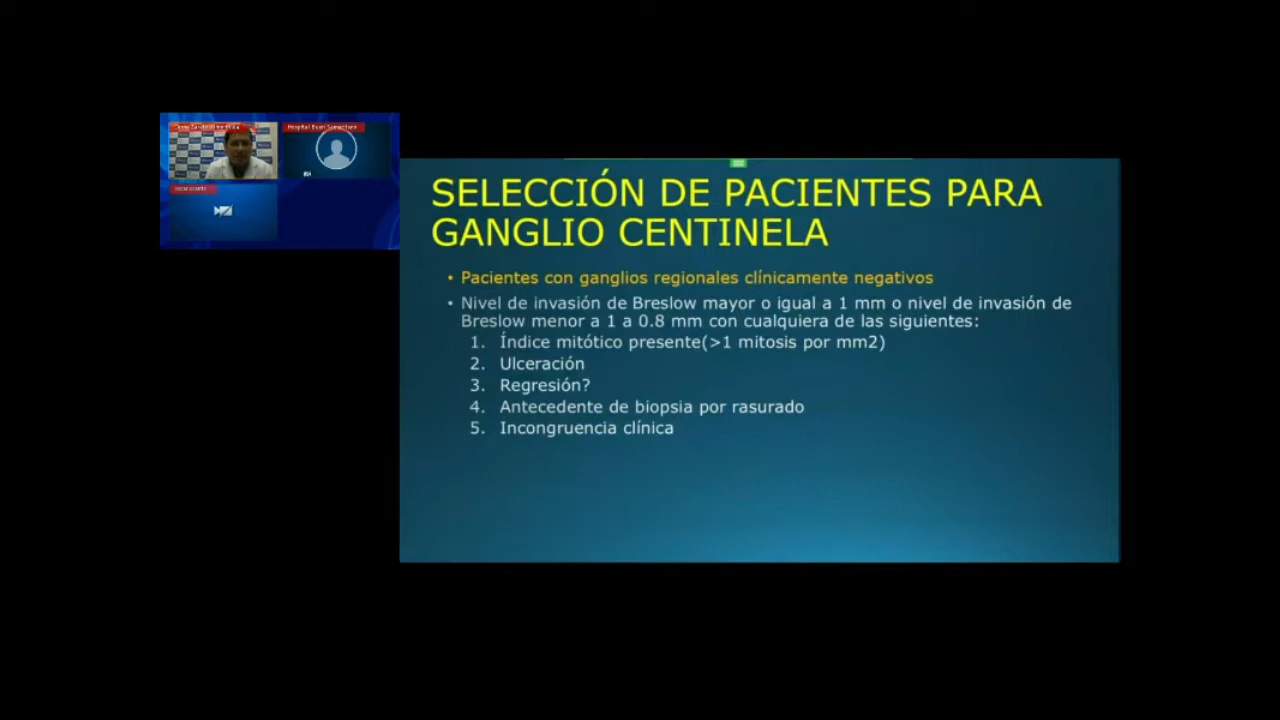 Hospital Buen Samaritano
SELECCIÓN DE PACIENTES PARA
GANGLIO CENTINELA
• Pacientes con ganglios regionales clínicamente negativos
• Nivel de invasión de Breslow mayor o igual a 1 mm o nivel de invasión de
Breslow menor a 1 a 0.8 mm con cualquiera de las siguientes:
1. Índice mitótico presente(>1 mitosis por mm2)
2. Ulceración
3. Regresión?
4. Antecedente de biopsia por rasurado
5. Incongruencia clínica